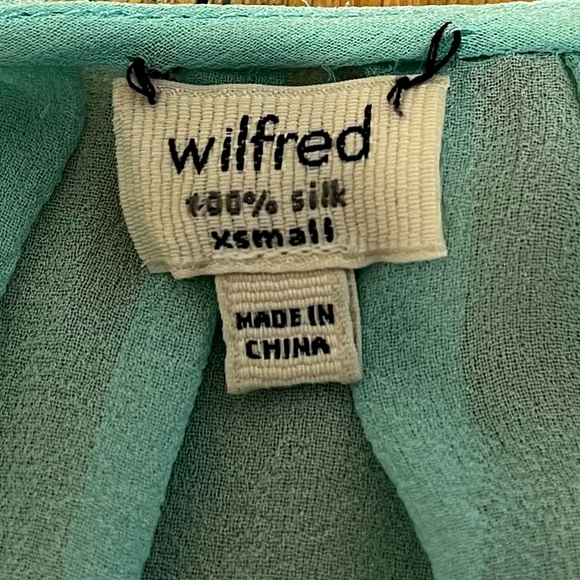 wilfred
100% silk
xsmall
MADE IN
CHINA